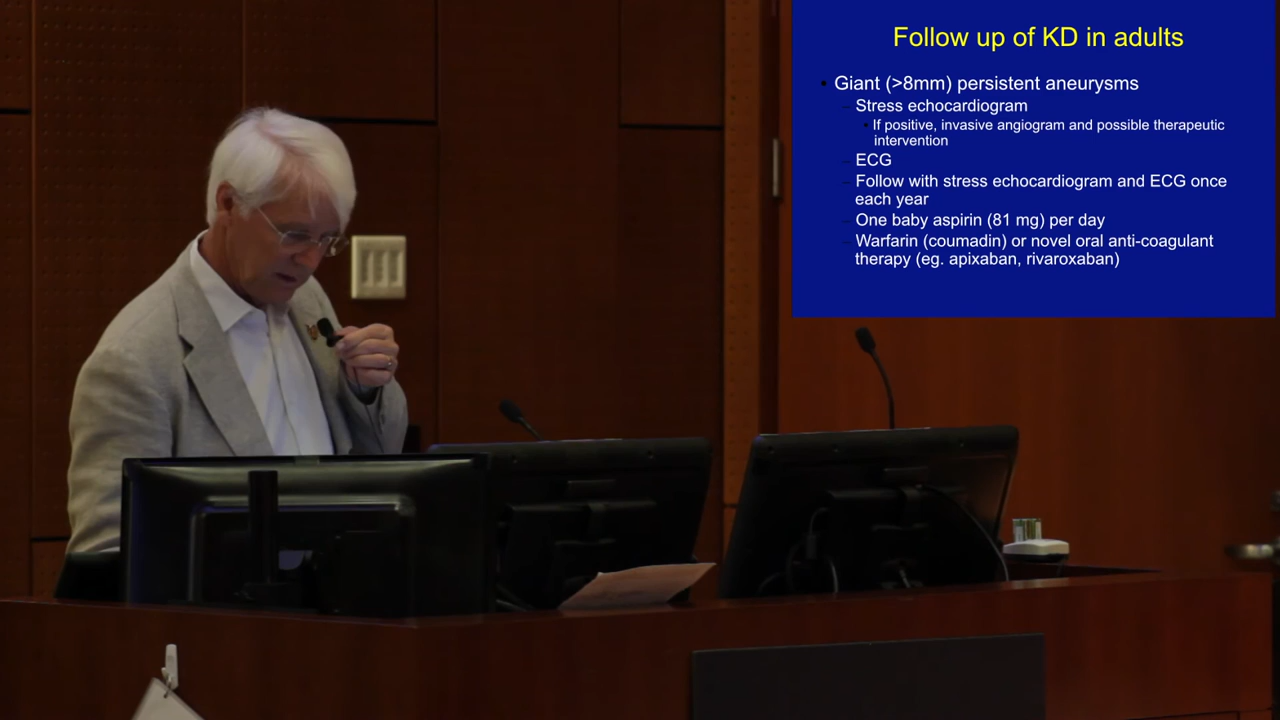 Follow up of KD in adults
• Giant (>8mm) persistent aneurysms
– Stress echocardiogram
• If positive, invasive angiogram and possible therapeutic
intervention
– ECG
– Follow with stress echocardiogram and ECG once
each year
– One baby aspirin (81 mg) per day
– Warfarin (coumadin) or novel oral anti-coagulant
therapy (eg. apixaban, rivaroxaban)